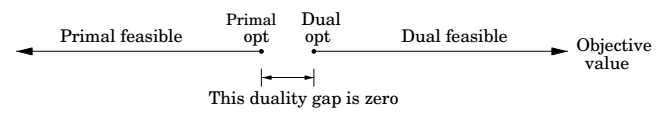 Primal opt
Dual opt
Primal feasible
Dual feasible
Objective value
This duality gap is zero